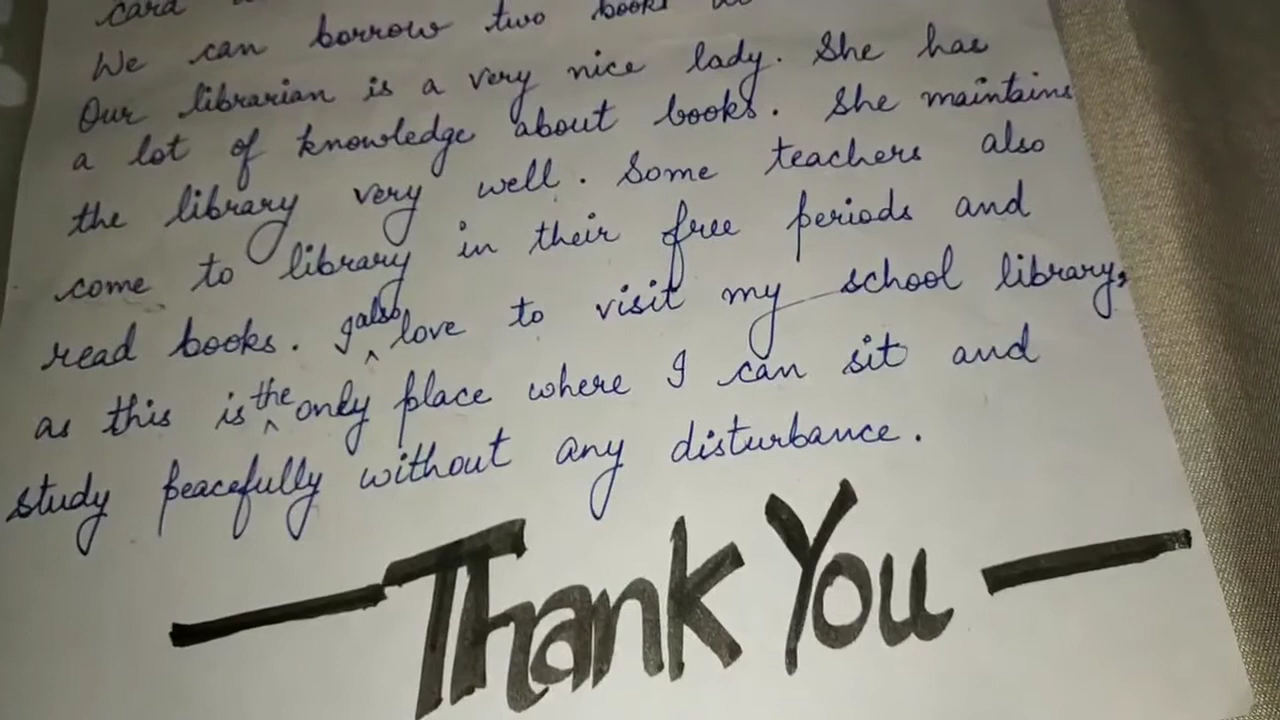 card
We can borrow two books
Our librarian is a very nice lady. She has
a lot of knowledge about books. She maintains
the library very well. Some teachers also
come to library in their free periods and
read books. I also love to visit my school library,
as this is the only place where I can sit and
study peacefully without any disturbance.
Thank You